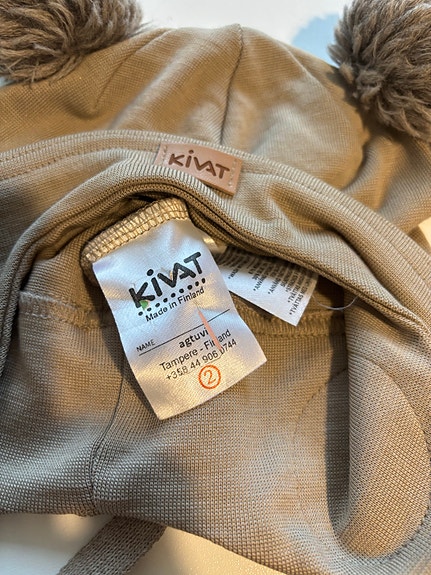 KIVAT
KIVAT
Made in Finland
NAME
agtuvi
Tampere - Finland
+358 44 906 0744
2